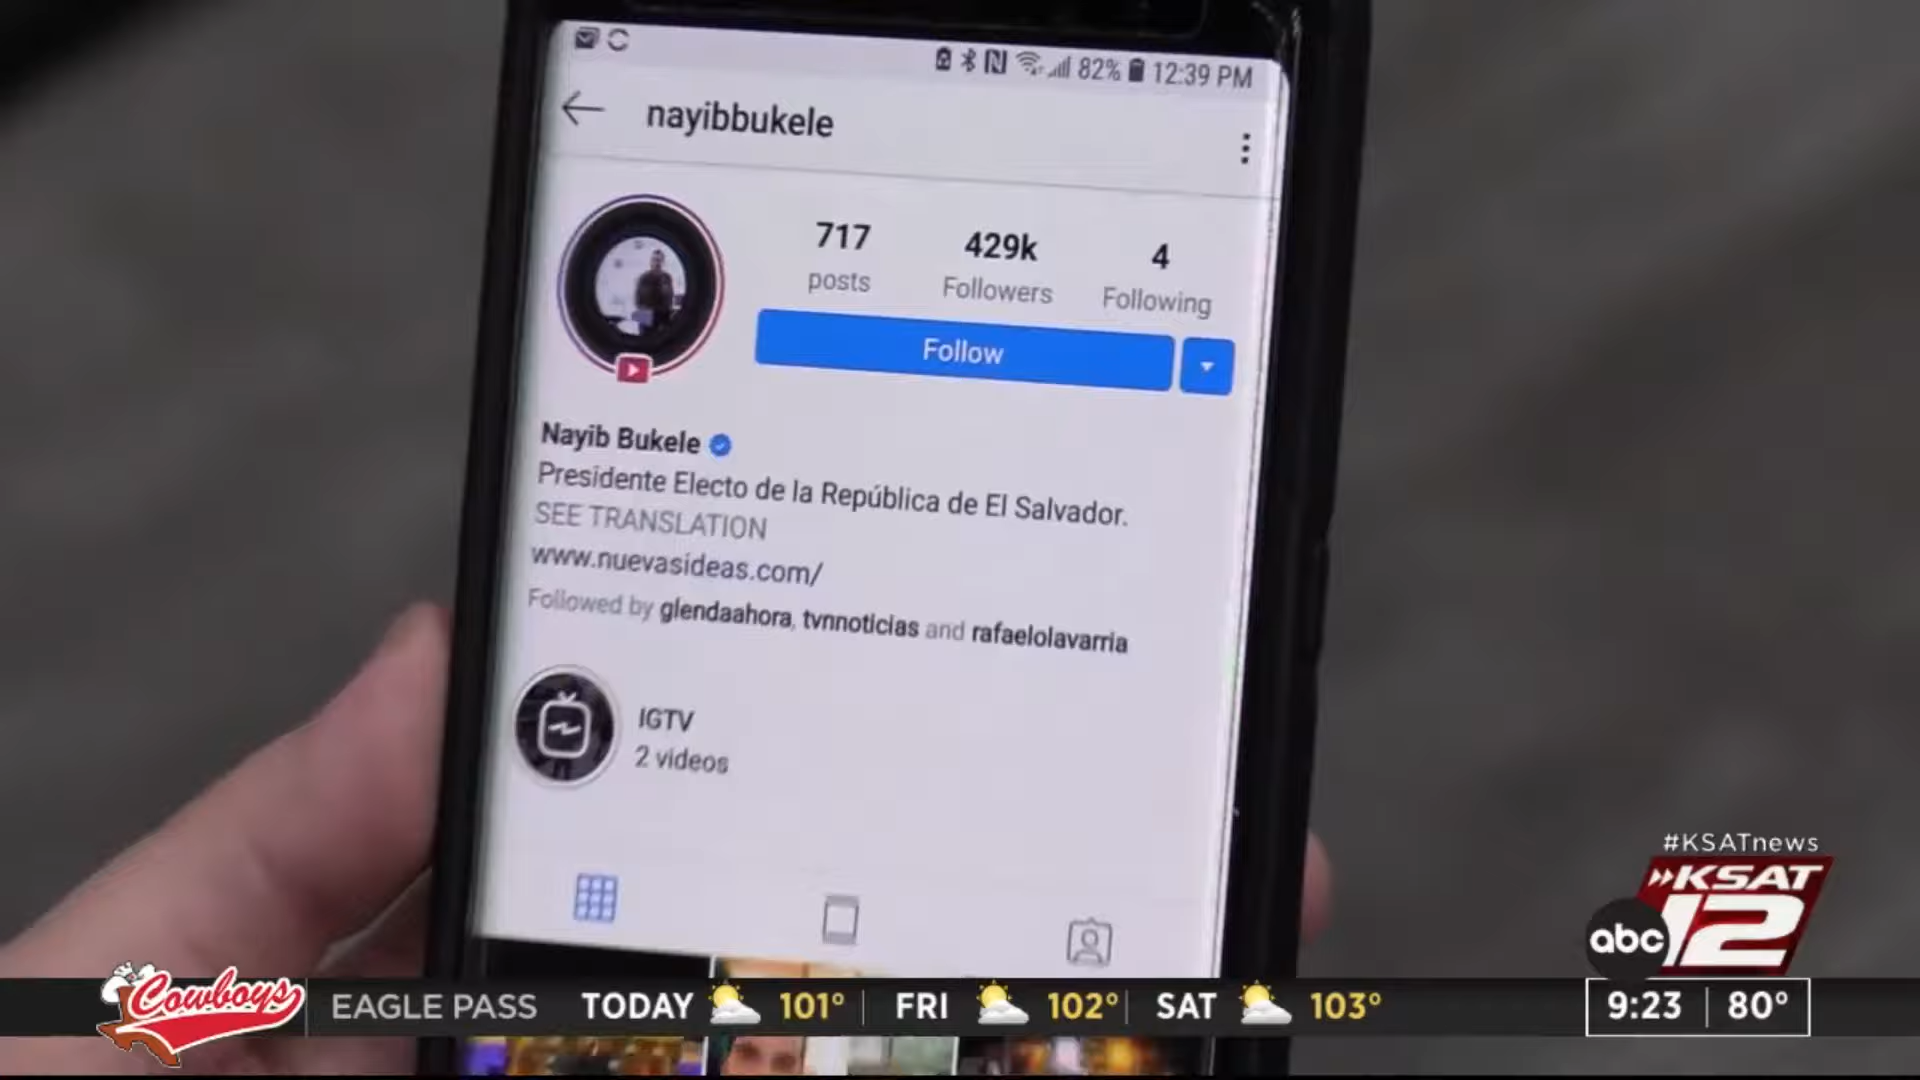 82% 12:39 PM
nayibbukele
717 429k 4
posts Followers Following
Follow
Nayib Bukele
Presidente Electo de la República de El Salvador.
SEE TRANSLATION
www.nuevasideas.com/
Followed by glendaahora, tvnnoticias and rafaelolavarria
IGTV
2 videos
#KSATnews
KSAT
abc 12
Cowboys EAGLE PASS TODAY 101° FRI 102° SAT 103° 9:23 80°